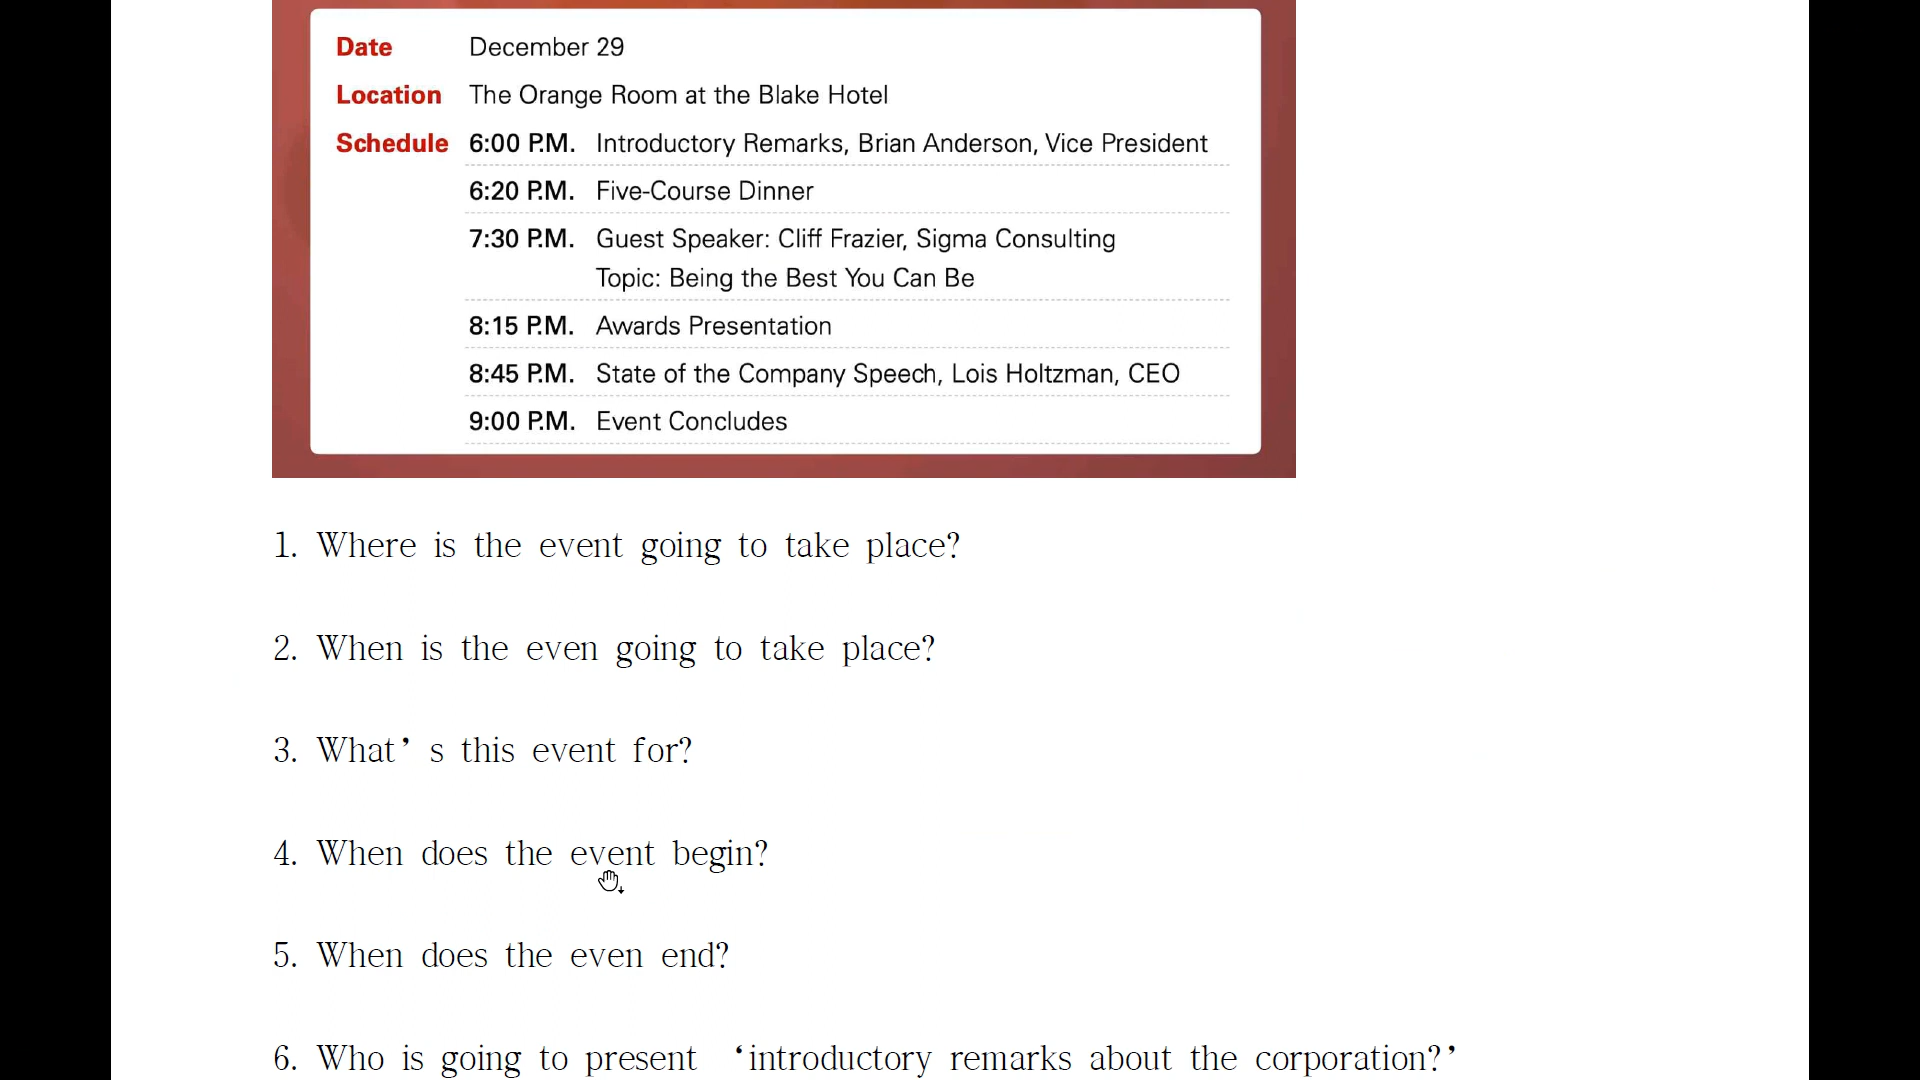 Date December 29
Location The Orange Room at the Blake Hotel
Schedule 6:00 P.M. Introductory Remarks, Brian Anderson, Vice President
6:20 P.M. Five-Course Dinner
7:30 P.M. Guest Speaker: Cliff Frazier, Sigma Consulting
Topic: Being the Best You Can Be
8:15 P.M. Awards Presentation
8:45 P.M. State of the Company Speech, Lois Holtzman, CEO
9:00 P.M. Event Concludes
1. Where is the event going to take place?
2. When is the even going to take place?
3. What’s this event for?
4. When does the event begin?
5. When does the even end?
6. Who is going to present ‘introductory remarks about the corporation?’